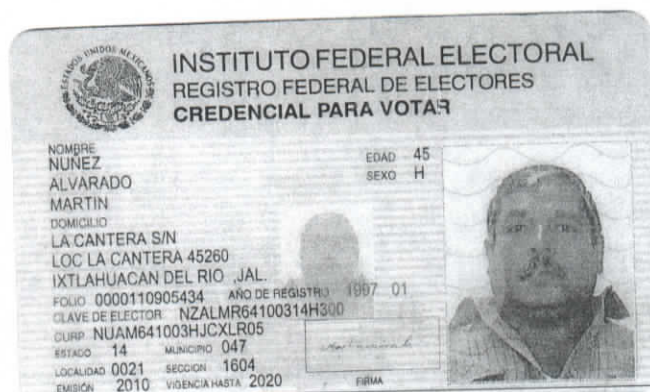 ESTADOS UNIDOS MEXICANOS
INSTITUTO FEDERAL ELECTORAL
REGISTRO FEDERAL DE ELECTORES
CREDENCIAL PARA VOTAR
NOMBRE
NUÑEZ
ALVARADO
MARTIN
EDAD 45
SEXO H
DOMICILIO
LA CANTERA S/N
LOC LA CANTERA 45260
IXTLAHUACAN DEL RIO ,JAL.
FOLIO 0000110905434 AÑO DE REGISTRO 1997 01
CLAVE DE ELECTOR NZALMR64100314H300
CURP NUAM641003HJCXLR05
ESTADO 14 MUNICIPIO 047
LOCALIDAD 0021 SECCION 1604
EMISIÓN 2010 VIGENCIA HASTA 2020
FIRMA